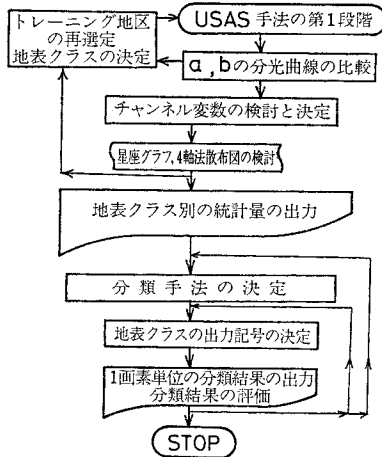 トレーニング地区
の再選定
地表クラスの決定
USAS 手法の第1段階
a,bの分光曲線の比較
チャンネル変数の検討と決定
星座グラフ,4軸法散布図の検討
地表クラス別の統計量の出力
分類手法の決定
地表クラスの出力記号の決定
1画素単位の分類結果の出力
分類結果の評価
STOP